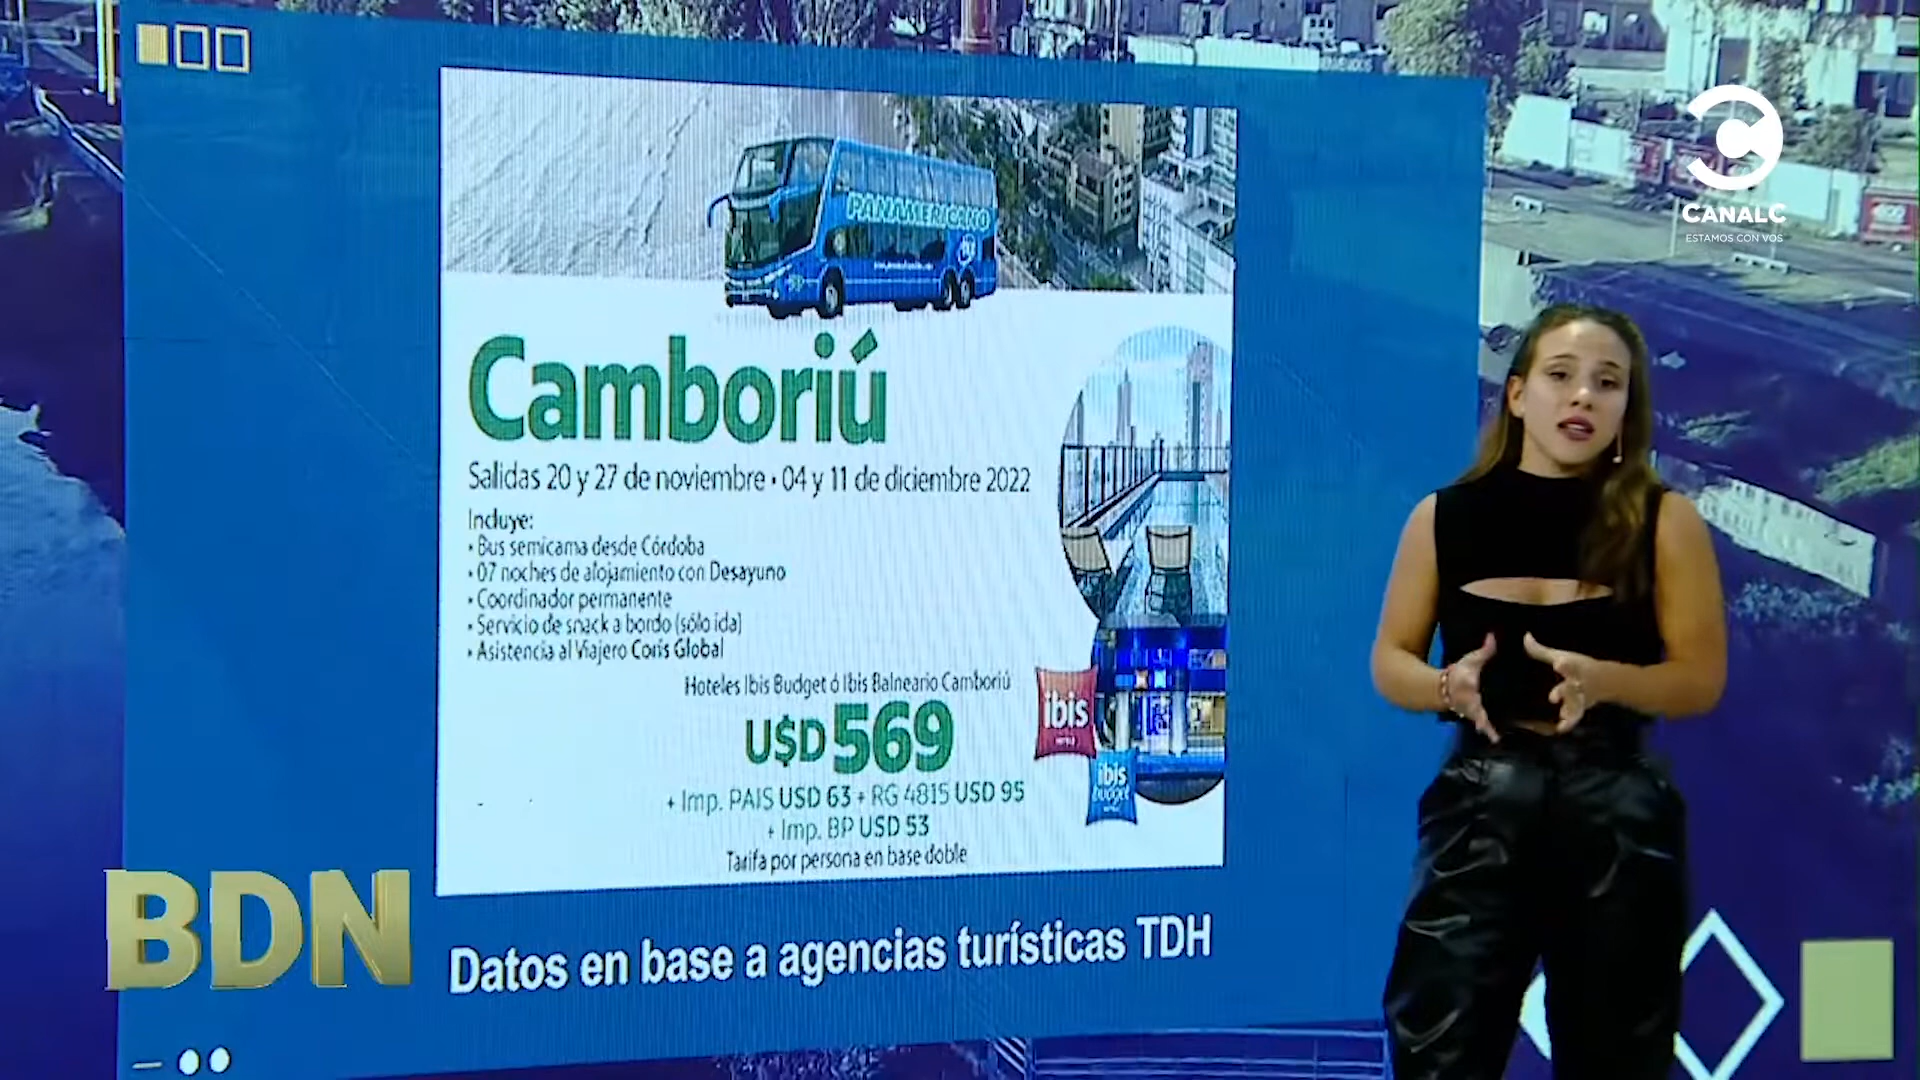 CANALC
ESTAMOS CON VOS
PANAMERICANO
Camboriú
Salidas 20 y 27 de noviembre • 04 y 11 de diciembre 2022
Incluye:
• Bus semicama desde Córdoba
• 07 noches de alojamiento con Desayuno
• Coordinador permanente
• Servicio de snack a bordo (sólo ida)
• Asistencia al Viajero Coris Global
Hoteles Ibis Budget ó Ibis Balneario Camboriú
U$D 569
+ Imp. PAIS USD 63 + RG 4815 USD 95
+ Imp. BP USD 53
Tarifa por persona en base doble
ibis
ibis
budget
BDN
Datos en base a agencias turísticas TDH